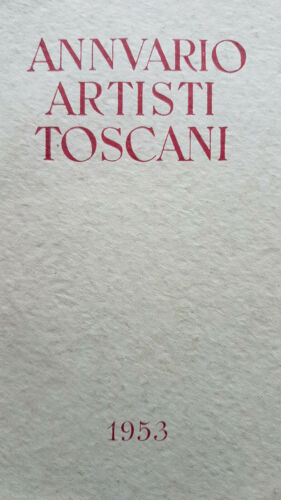 ANNVARIO
ARTISTI
TOSCANI
1953